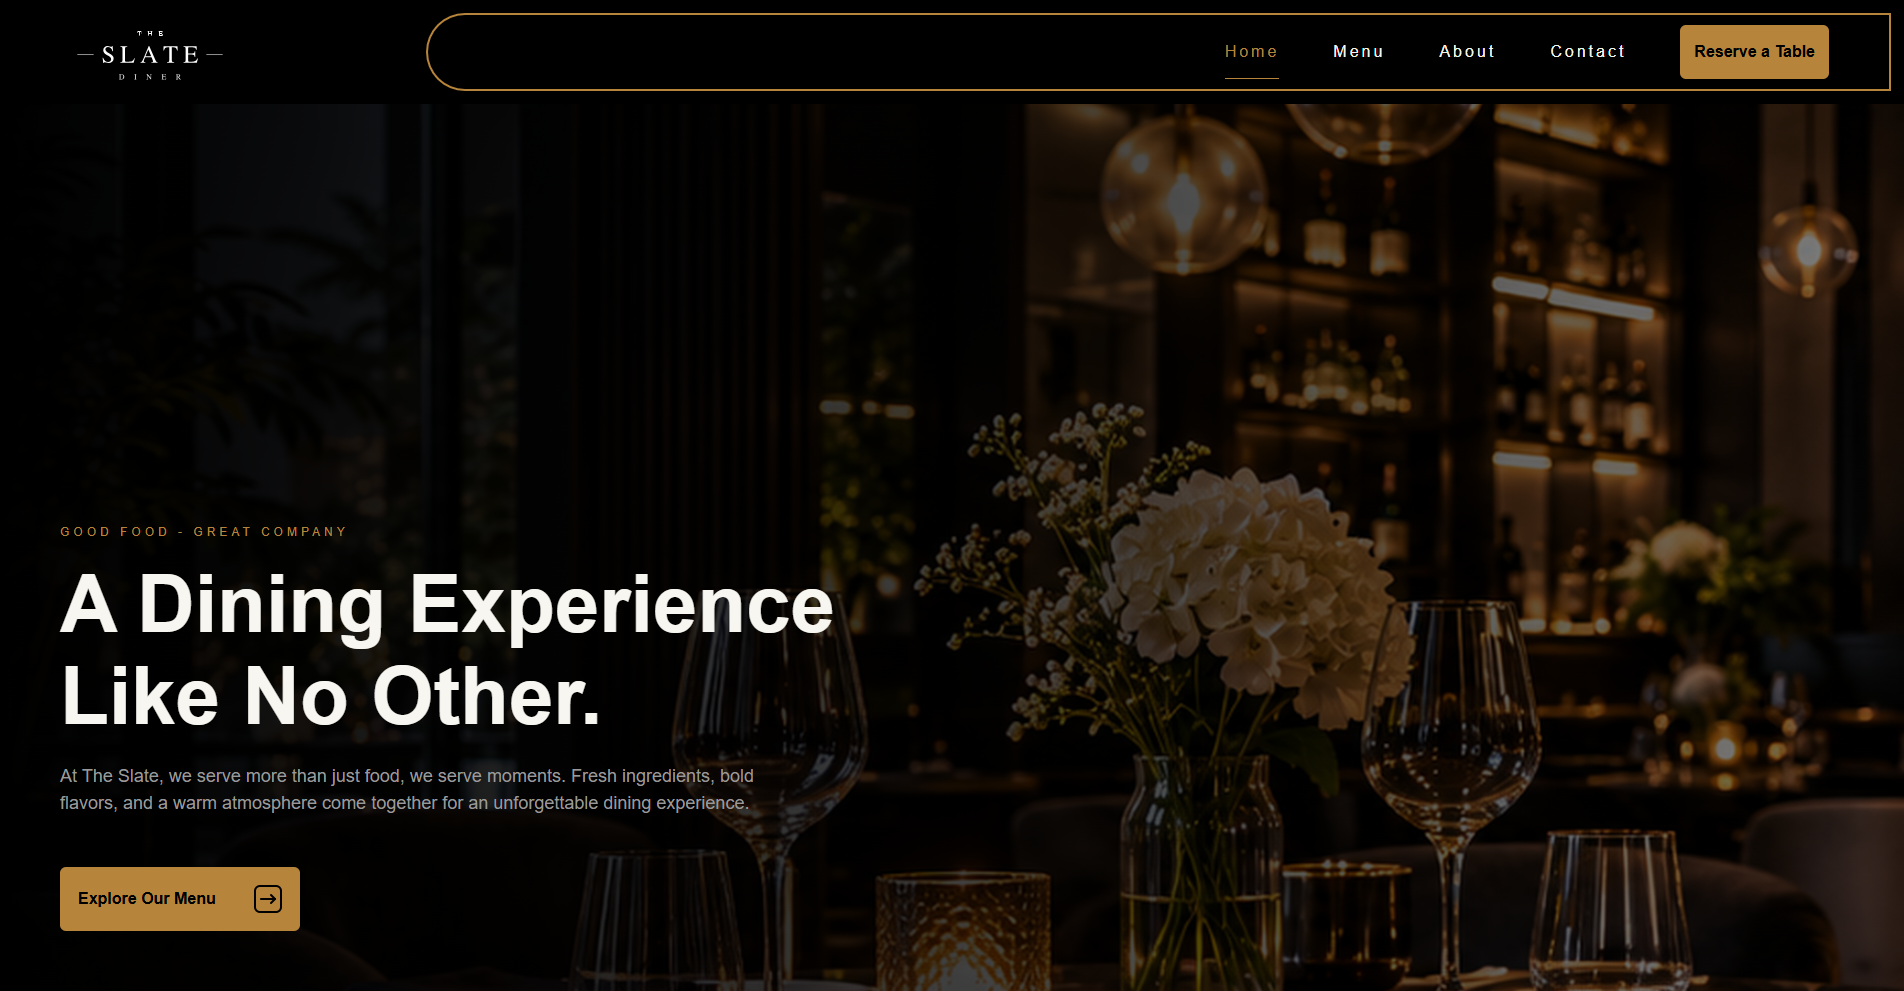 THE
SLATE
DINER
Home
Menu
About
Contact
Reserve a Table
GOOD FOOD - GREAT COMPANY
A Dining Experience
Like No Other.
At The Slate, we serve more than just food, we serve moments. Fresh ingredients, bold
flavors, and a warm atmosphere come together for an unforgettable dining experience.
Explore Our Menu